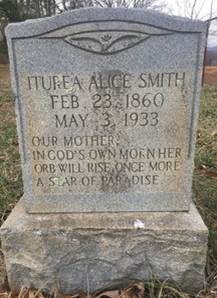 ITUREA ALICE SMITH
FEB. 23. 1860
MAY 3, 1933
OUR MOTHER,
IN GOD'S OWN MORN HER
ORB WILL RISE, ONCE MORE
A STAR OF PARADISE.